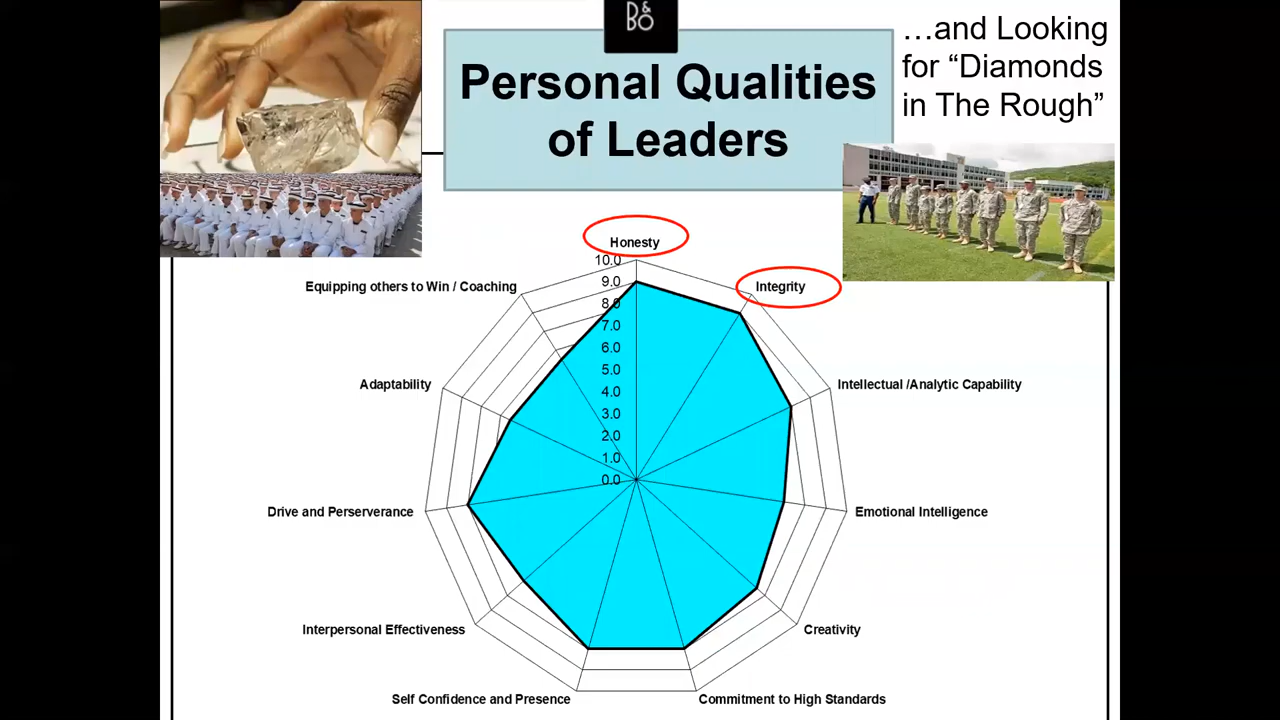 B&
BO
Personal Qualities
of Leaders
…and Looking
for “Diamonds
in The Rough”
Honesty
10.0
9.0
8.0
7.0
6.0
5.0
4.0
3.0
2.0
1.0
0.0
Integrity
Intellectual /Analytic Capability
Emotional Intelligence
Creativity
Commitment to High Standards
Self Confidence and Presence
Interpersonal Effectiveness
Drive and Perserverance
Adaptability
Equipping others to Win / Coaching